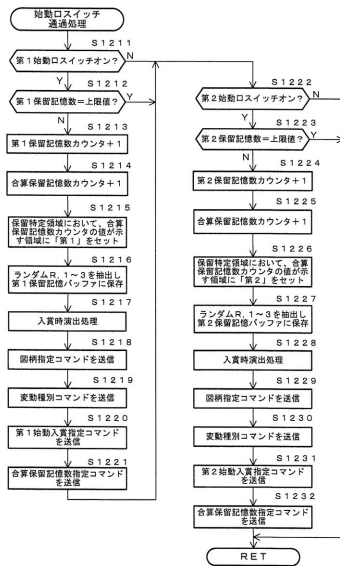 始動口スイッチ
通過処理
S1211
第1始動口スイッチオン?
N
Y
S1212
第1保留記憶数=上限値?
Y
N
S1213
第1保留記憶数カウンタ+1
S1214
合算保留記憶数カウンタ+1
S1215
保留特定領域において、合算
保留記憶数カウンタの値が示
す領域に「第1」をセット
S1216
ランダムR,1~3を抽出し
第1保留記憶バッファに保存
S1217
入賞時演出処理
S1218
図柄指定コマンドを送信
S1219
変動種別コマンドを送信
S1220
第1始動入賞指定コマンド
を送信
S1221
合算保留記憶数指定コマンド
を送信
S1222
第2始動口スイッチオン?
N
Y
S1223
第2保留記憶数=上限値?
Y
N
S1224
第2保留記憶数カウンタ+1
S1225
合算保留記憶数カウンタ+1
S1226
保留特定領域において、合算
保留記憶数カウンタの値が示
す領域に「第2」をセット
S1227
ランダムR,1~3を抽出し
第2保留記憶バッファに保存
S1228
入賞時演出処理
S1229
図柄指定コマンドを送信
S1230
変動種別コマンドを送信
S1231
第2始動入賞指定コマンド
を送信
S1232
合算保留記憶数指定コマンド
を送信
RET